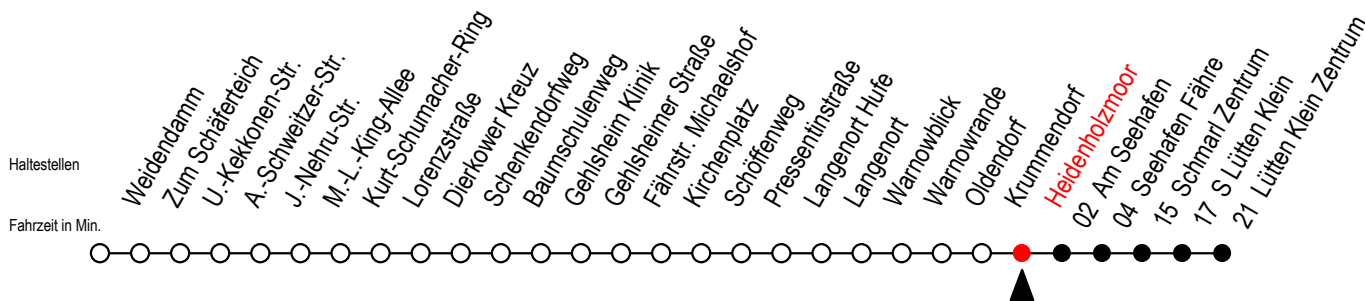 Haltestellen
Fahrzeit in Min.
Weidendamm
Zum Schäferteich
U.-Kekkonen-Str.
A.-Schweitzer-Str.
J.-Nehru-Str.
M.-L.-King-Allee
Kurt-Schumacher-Ring
Lorenzstraße
Dierkower Kreuz
Schenkendorfweg
Baumschulenweg
Gehlsheim Klinik
Gehlsheimer Straße
Fährstr. Michaelshof
Kirchenplatz
Schöffenweg
Pressentinstraße
Langenort Hufe
Langenort
Warnowblick
Warnowrande
Oldendorf
Krummendorf
Heidenholzmoor
02 Am Seehafen
04 Seehafen Fähre
15 Schmarl Zentrum
17 S Lütten Klein
21 Lütten Klein Zentrum